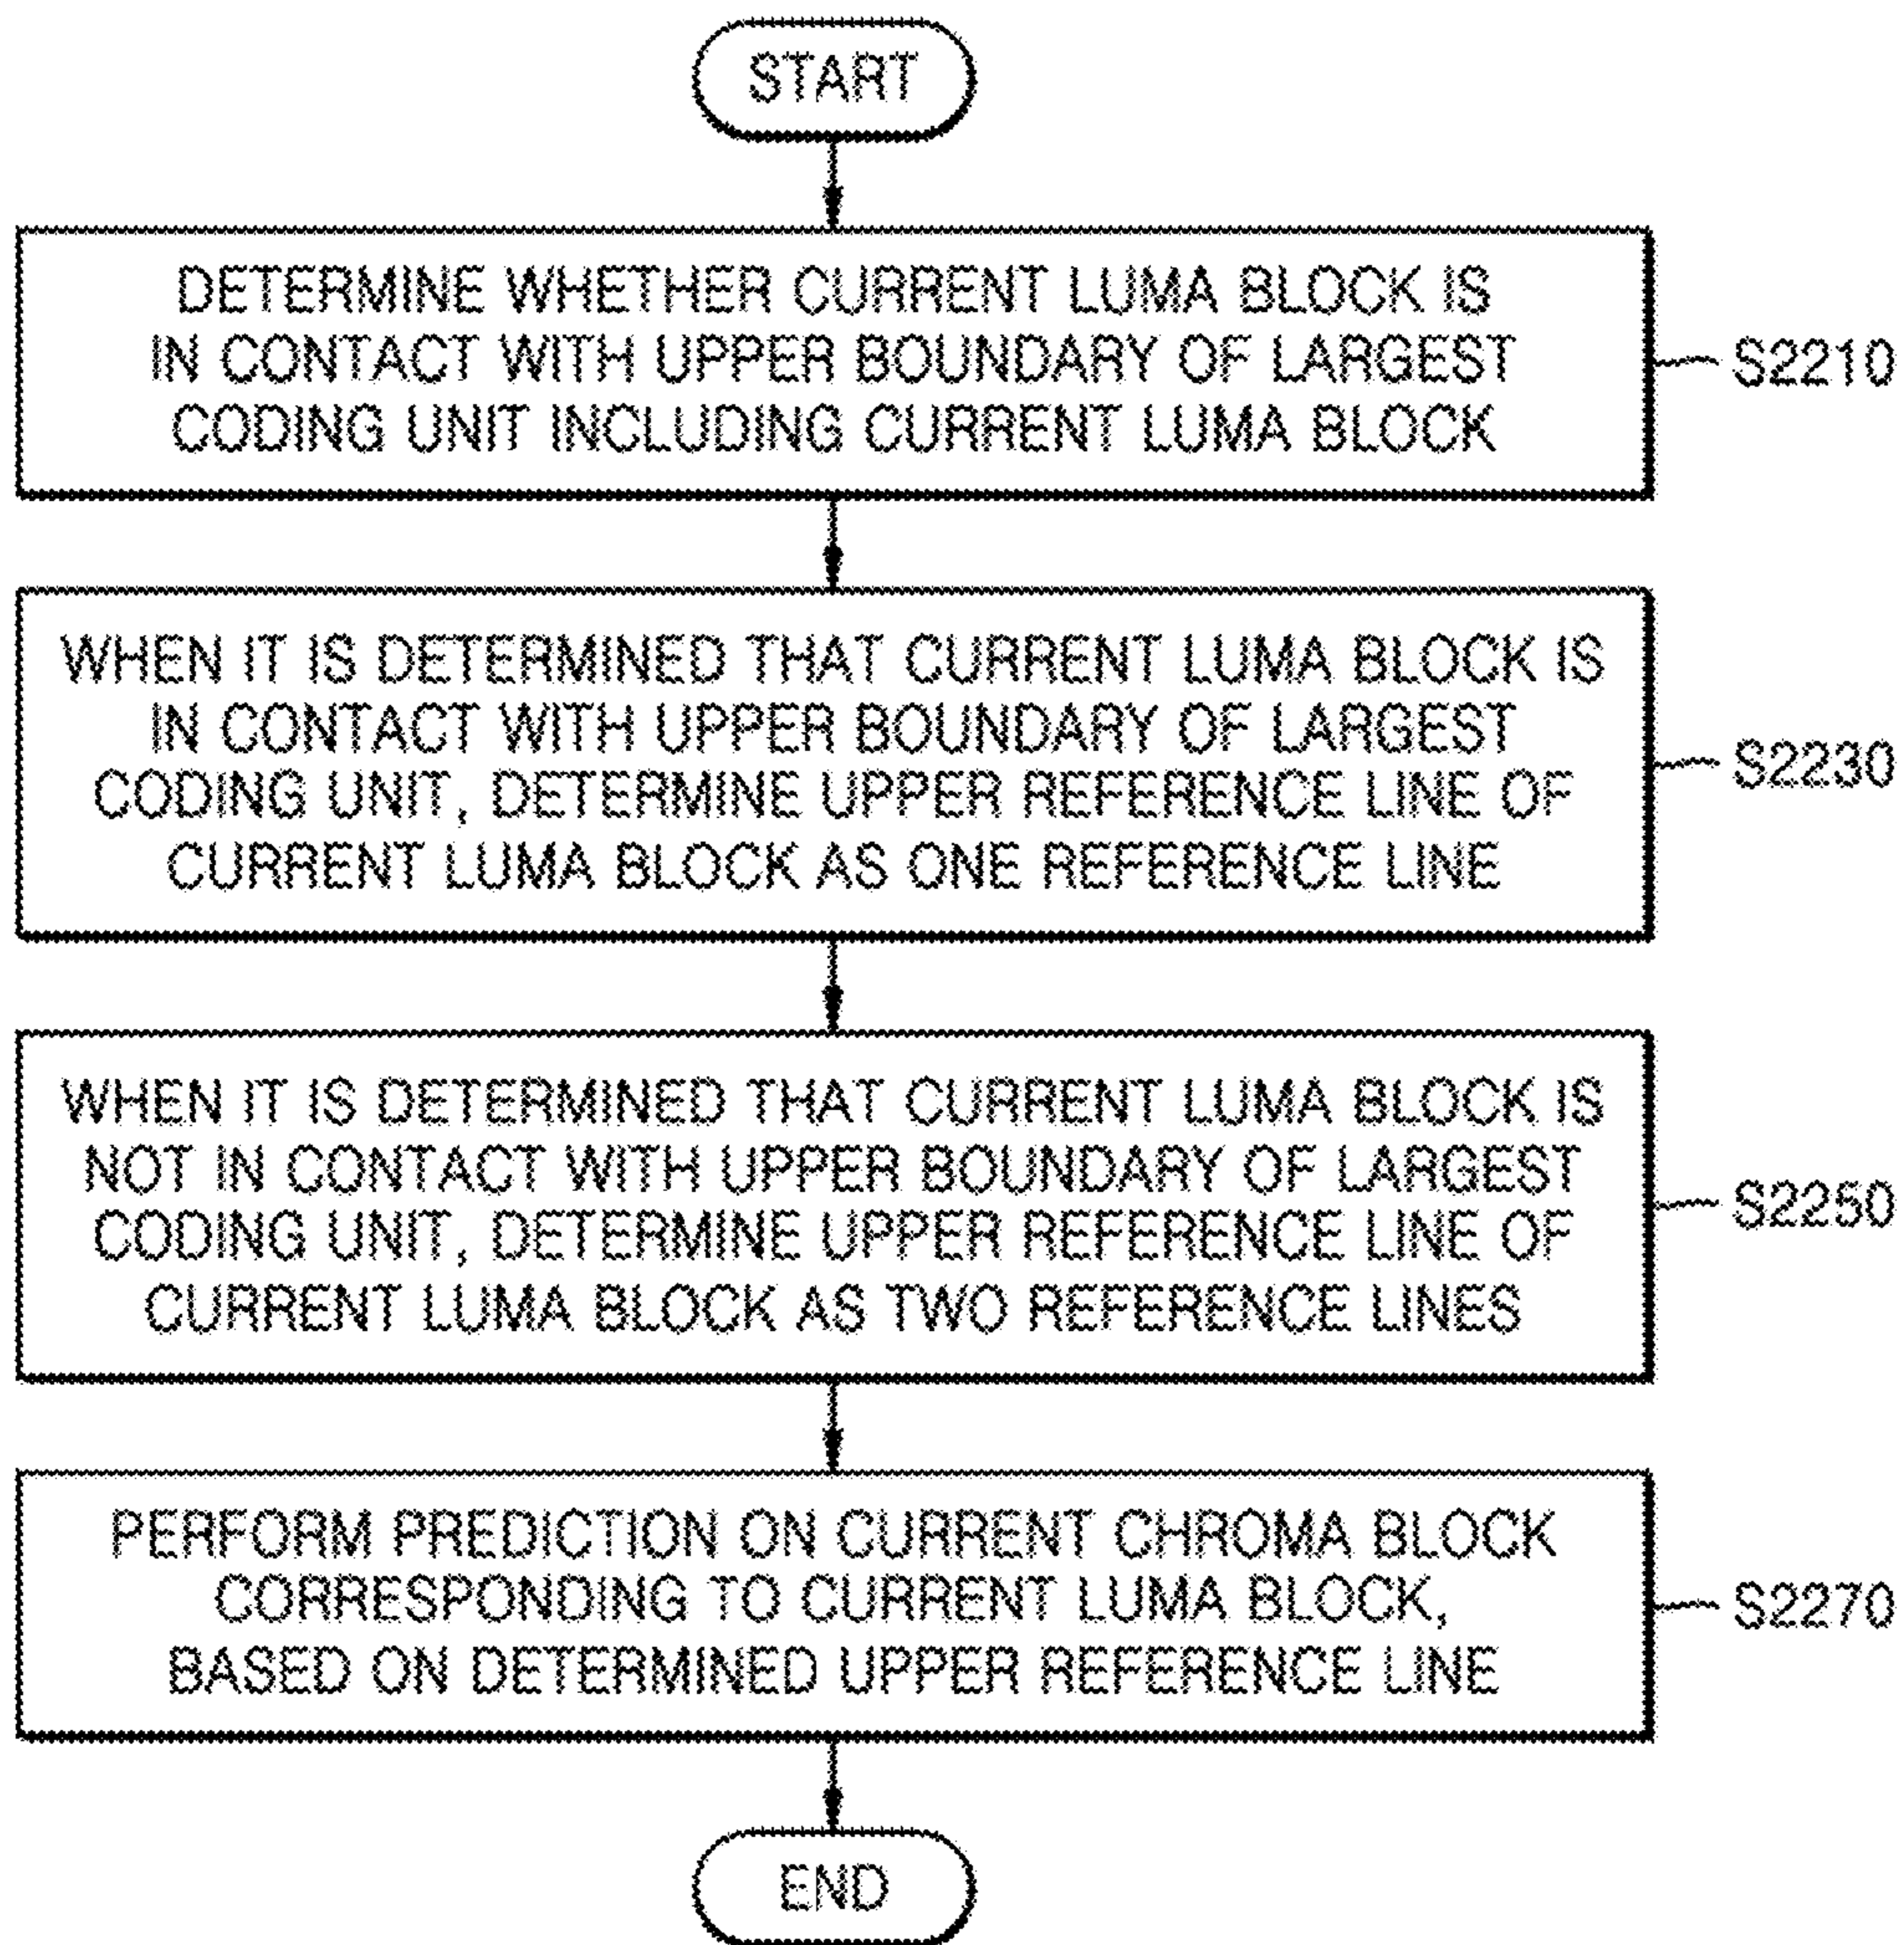 START
DETERMINE WHETHER CURRENT LUMA BLOCK IS
IN CONTACT WITH UPPER BOUNDARY OF LARGEST
CODING UNIT INCLUDING CURRENT LUMA BLOCK
S2210
WHEN IT IS DETERMINED THAT CURRENT LUMA BLOCK IS
IN CONTACT WITH UPPER BOUNDARY OF LARGEST
CODING UNIT, DETERMINE UPPER REFERENCE LINE OF
CURRENT LUMA BLOCK AS ONE REFERENCE LINE
S2230
WHEN IT IS DETERMINED THAT CURRENT LUMA BLOCK IS
NOT IN CONTACT WITH UPPER BOUNDARY OF LARGEST
CODING UNIT, DETERMINE UPPER REFERENCE LINE OF
CURRENT LUMA BLOCK AS TWO REFERENCE LINES
S2250
PERFORM PREDICTION ON CURRENT CHROMA BLOCK
CORRESPONDING TO CURRENT LUMA BLOCK,
BASED ON DETERMINED UPPER REFERENCE LINE
S2270
END